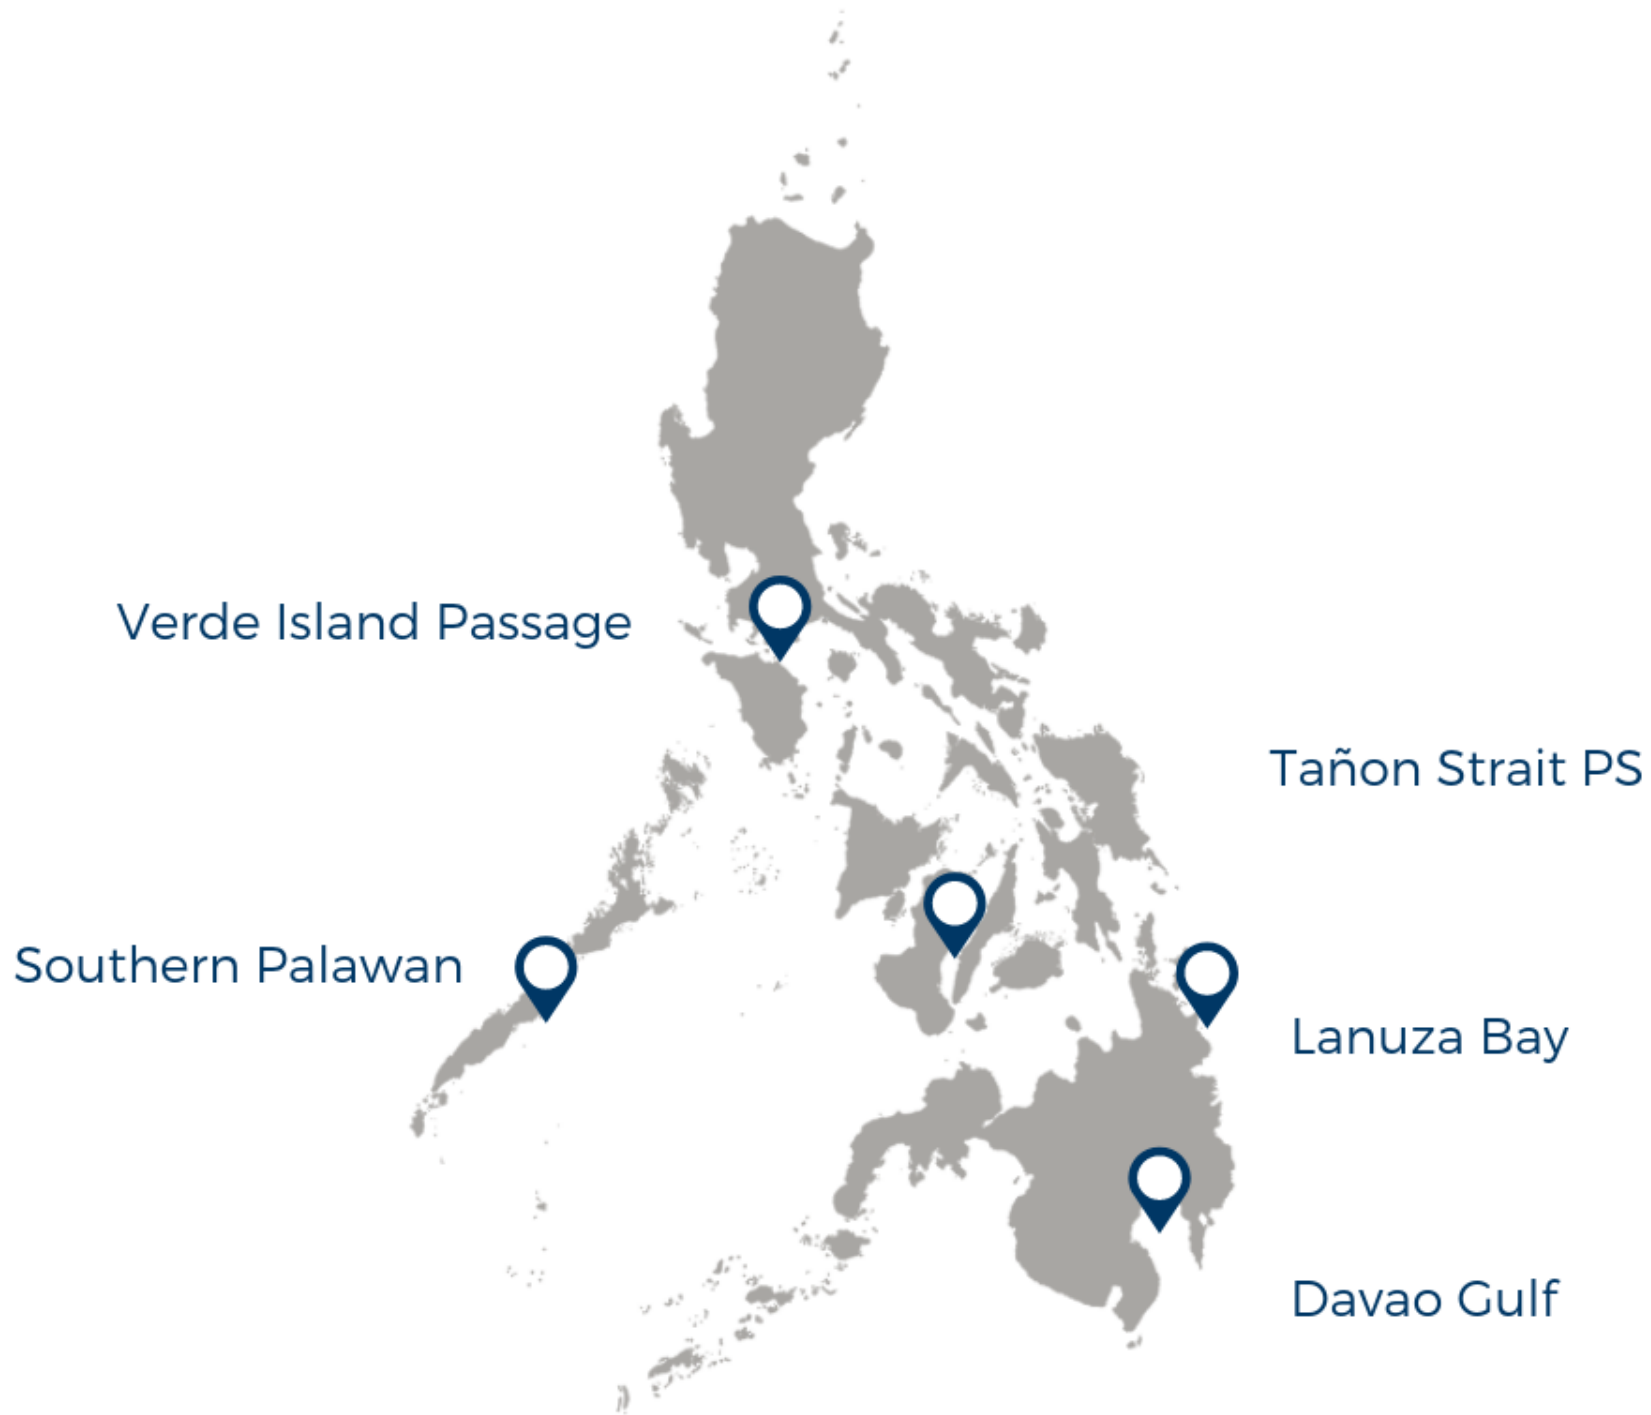 Verde Island Passage
Tañon Strait PS
Southern Palawan
Lanuza Bay
Davao Gulf